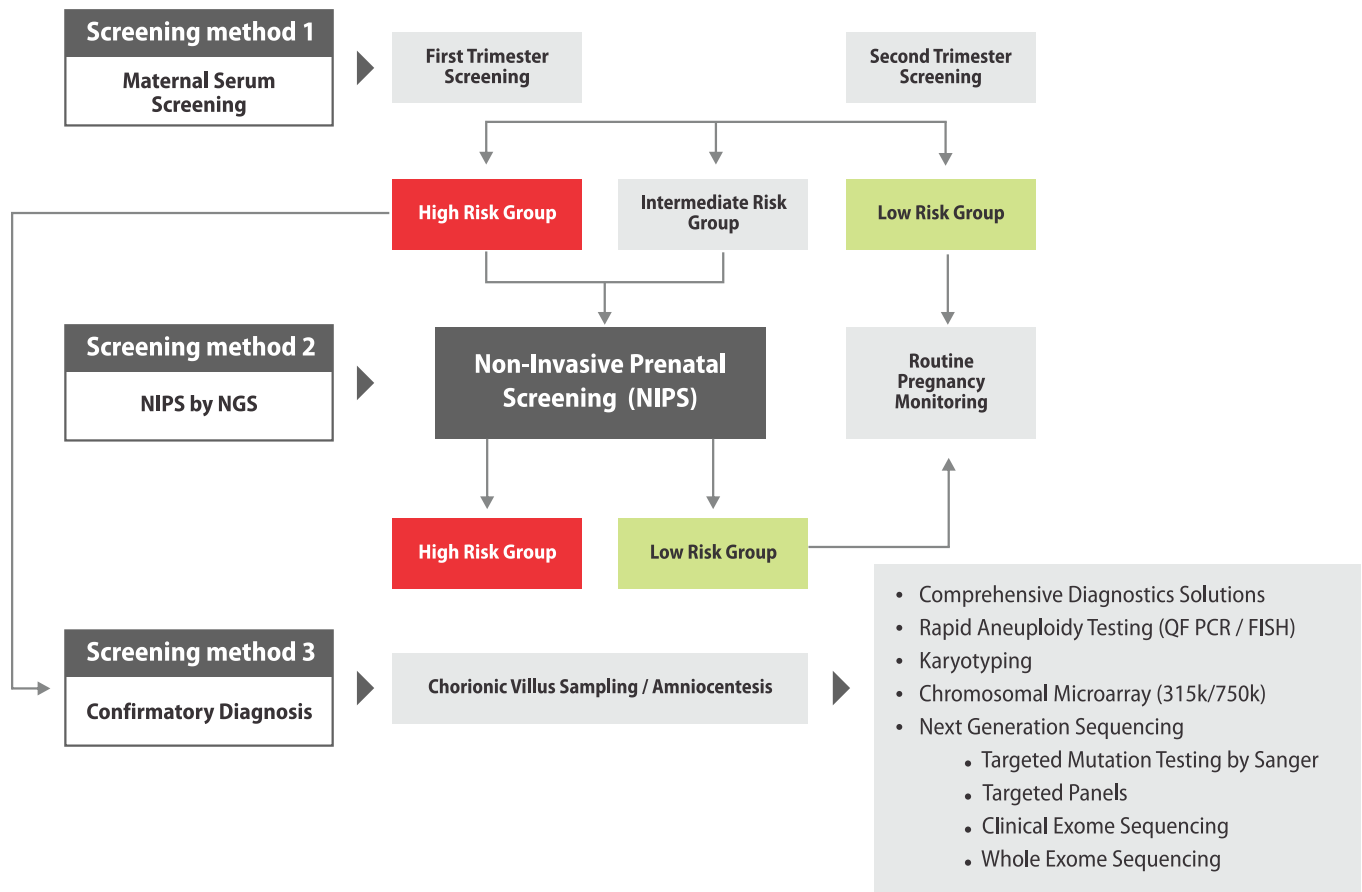 Screening method 1
Maternal Serum
Screening
First Trimester
Screening
Second Trimester
Screening
High Risk Group
Intermediate Risk
Group
Low Risk Group
Screening method 2
NIPS by NGS
Non-Invasive Prenatal
Screening (NIPS)
Routine
Pregnancy
Monitoring
High Risk Group
Low Risk Group
Screening method 3
Confirmatory Diagnosis
Chorionic Villus Sampling / Amniocentesis
• Comprehensive Diagnostics Solutions
• Rapid Aneuploidy Testing (QF PCR / FISH)
• Karyotyping
• Chromosomal Microarray (315k/750k)
• Next Generation Sequencing
• Targeted Mutation Testing by Sanger
• Targeted Panels
• Clinical Exome Sequencing
• Whole Exome Sequencing